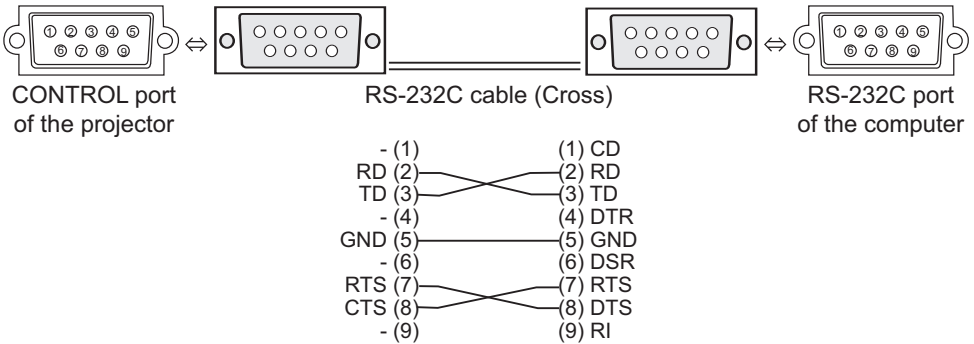 ① ② ③ ④ ⑤ ① ② ③ ④ ⑤
⑥ ⑦ ⑧ ⑨ ⑥ ⑦ ⑧ ⑨
CONTROL port RS-232C cable (Cross) RS-232C port
of the projector of the computer
- (1) (1) CD
RD (2) (2) RD
TD (3) (3) TD
- (4) (4) DTR
GND (5) (5) GND
- (6) (6) DSR
RTS (7) (7) RTS
CTS (8) (8) DTS
- (9) (9) RI